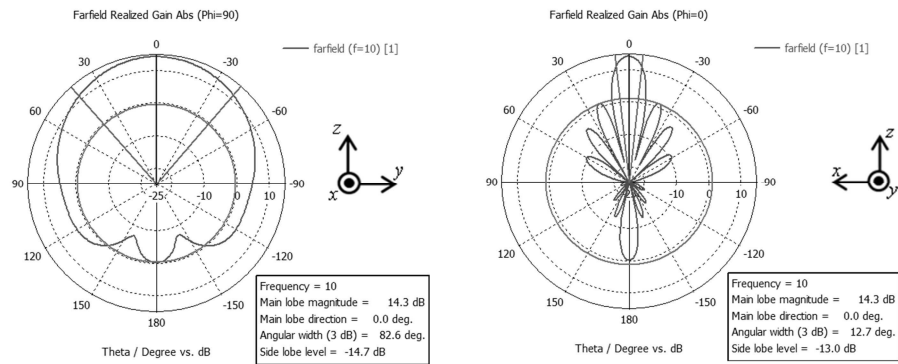 Farfield Realized Gain Abs (Phi=90)
0
30
-30
farfield (f=10) [1]
60
-60
90
-25
-10
0
10
-90
120
-120
150
-150
180
Theta / Degree vs. dB
z
y
x
Frequency = 10
Main lobe magnitude = 14.3 dB
Main lobe direction = 0.0 deg.
Angular width (3 dB) = 82.6 deg.
Side lobe level = -14.7 dB
Farfield Realized Gain Abs (Phi=0)
0
30
-30
farfield (f=10) [1]
60
-60
90
-25
-10
0
10
-90
120
-120
150
-150
180
Theta / Degree vs. dB
z
x
y
Frequency = 10
Main lobe magnitude = 14.3 dB
Main lobe direction = 0.0 deg.
Angular width (3 dB) = 12.7 deg.
Side lobe level = -13.0 dB